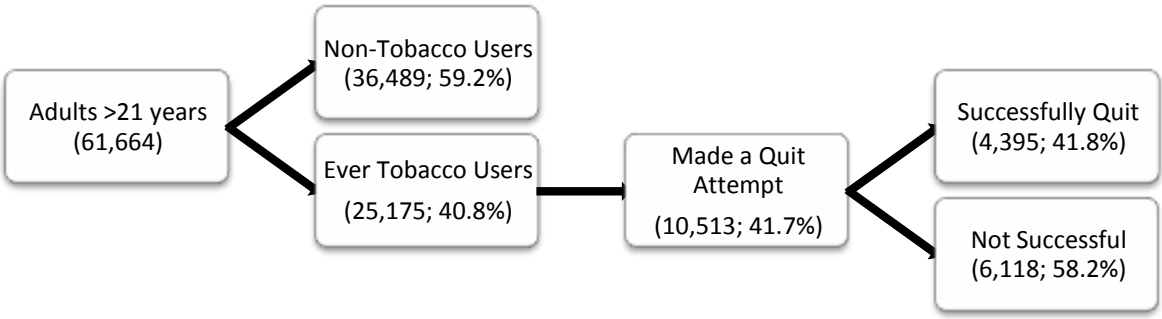 Adults >21 years
(61,664)
Non-Tobacco Users
(36,489; 59.2%)
Ever Tobacco Users
(25,175; 40.8%)
Made a Quit
Attempt
(10,513; 41.7%)
Successfully Quit
(4,395; 41.8%)
Not Successful
(6,118; 58.2%)